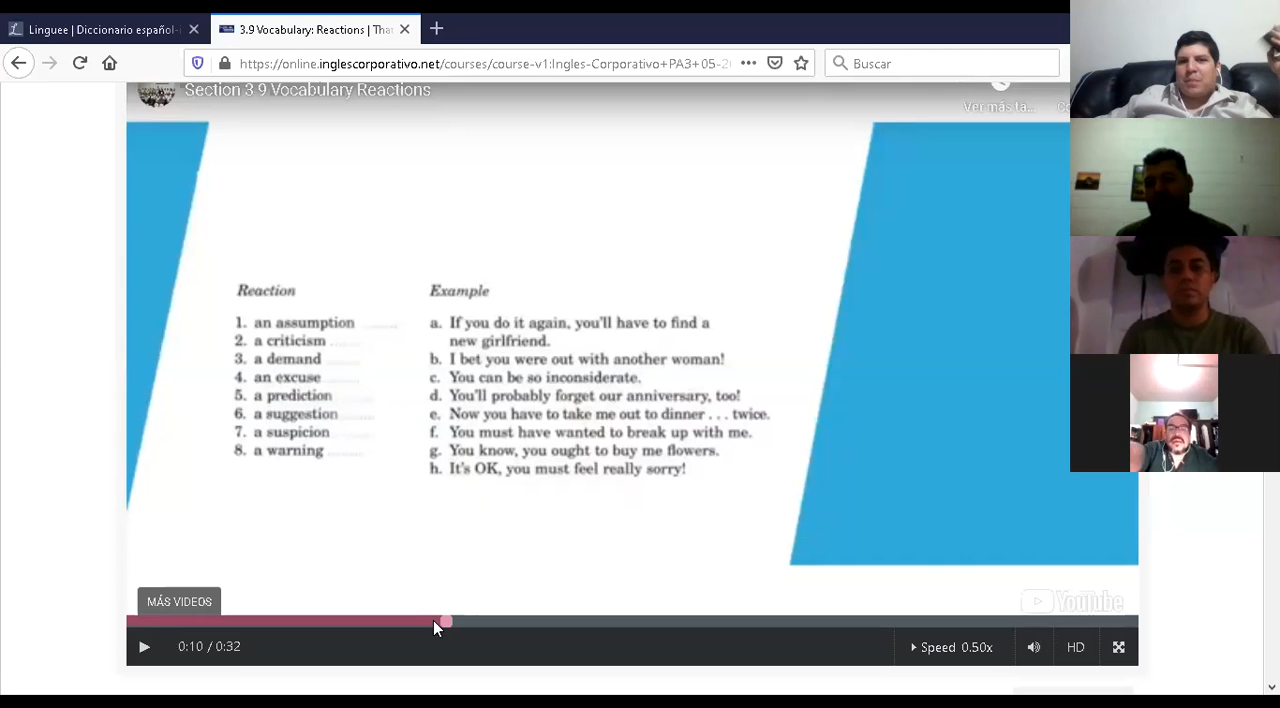 Linguee | Diccionario español-
3.9 Vocabulary: Reactions | Tha
https://online.inglescorporativo.net/courses/course-v1:Ingles-Corporativo+PA3+05-2
Buscar
Section 3 9 Vocabulary Reactions
Ver más ta...
Reaction
1. an assumption
2. a criticism
3. a demand
4. an excuse
5. a prediction
6. a suggestion
7. a suspicion
8. a warning
Example
a. If you do it again, you'll have to find a
new girlfriend.
b. I bet you were out with another woman!
c. You can be so inconsiderate.
d. You'll probably forget our anniversary, too!
e. Now you have to take me out to dinner . . . twice.
f. You must have wanted to break up with me.
g. You know, you ought to buy me flowers.
h. It's OK, you must feel really sorry!
MÁS VIDEOS
YouTube
0:10 / 0:32
Speed 0.50x
HD